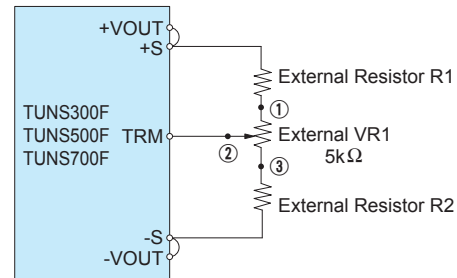 +VOUT
+S
External Resistor R1
①
TUNS300F
TUNS500F
TUNS700F
TRM
②
External VR1
5kΩ
③
External Resistor R2
-S
-VOUT